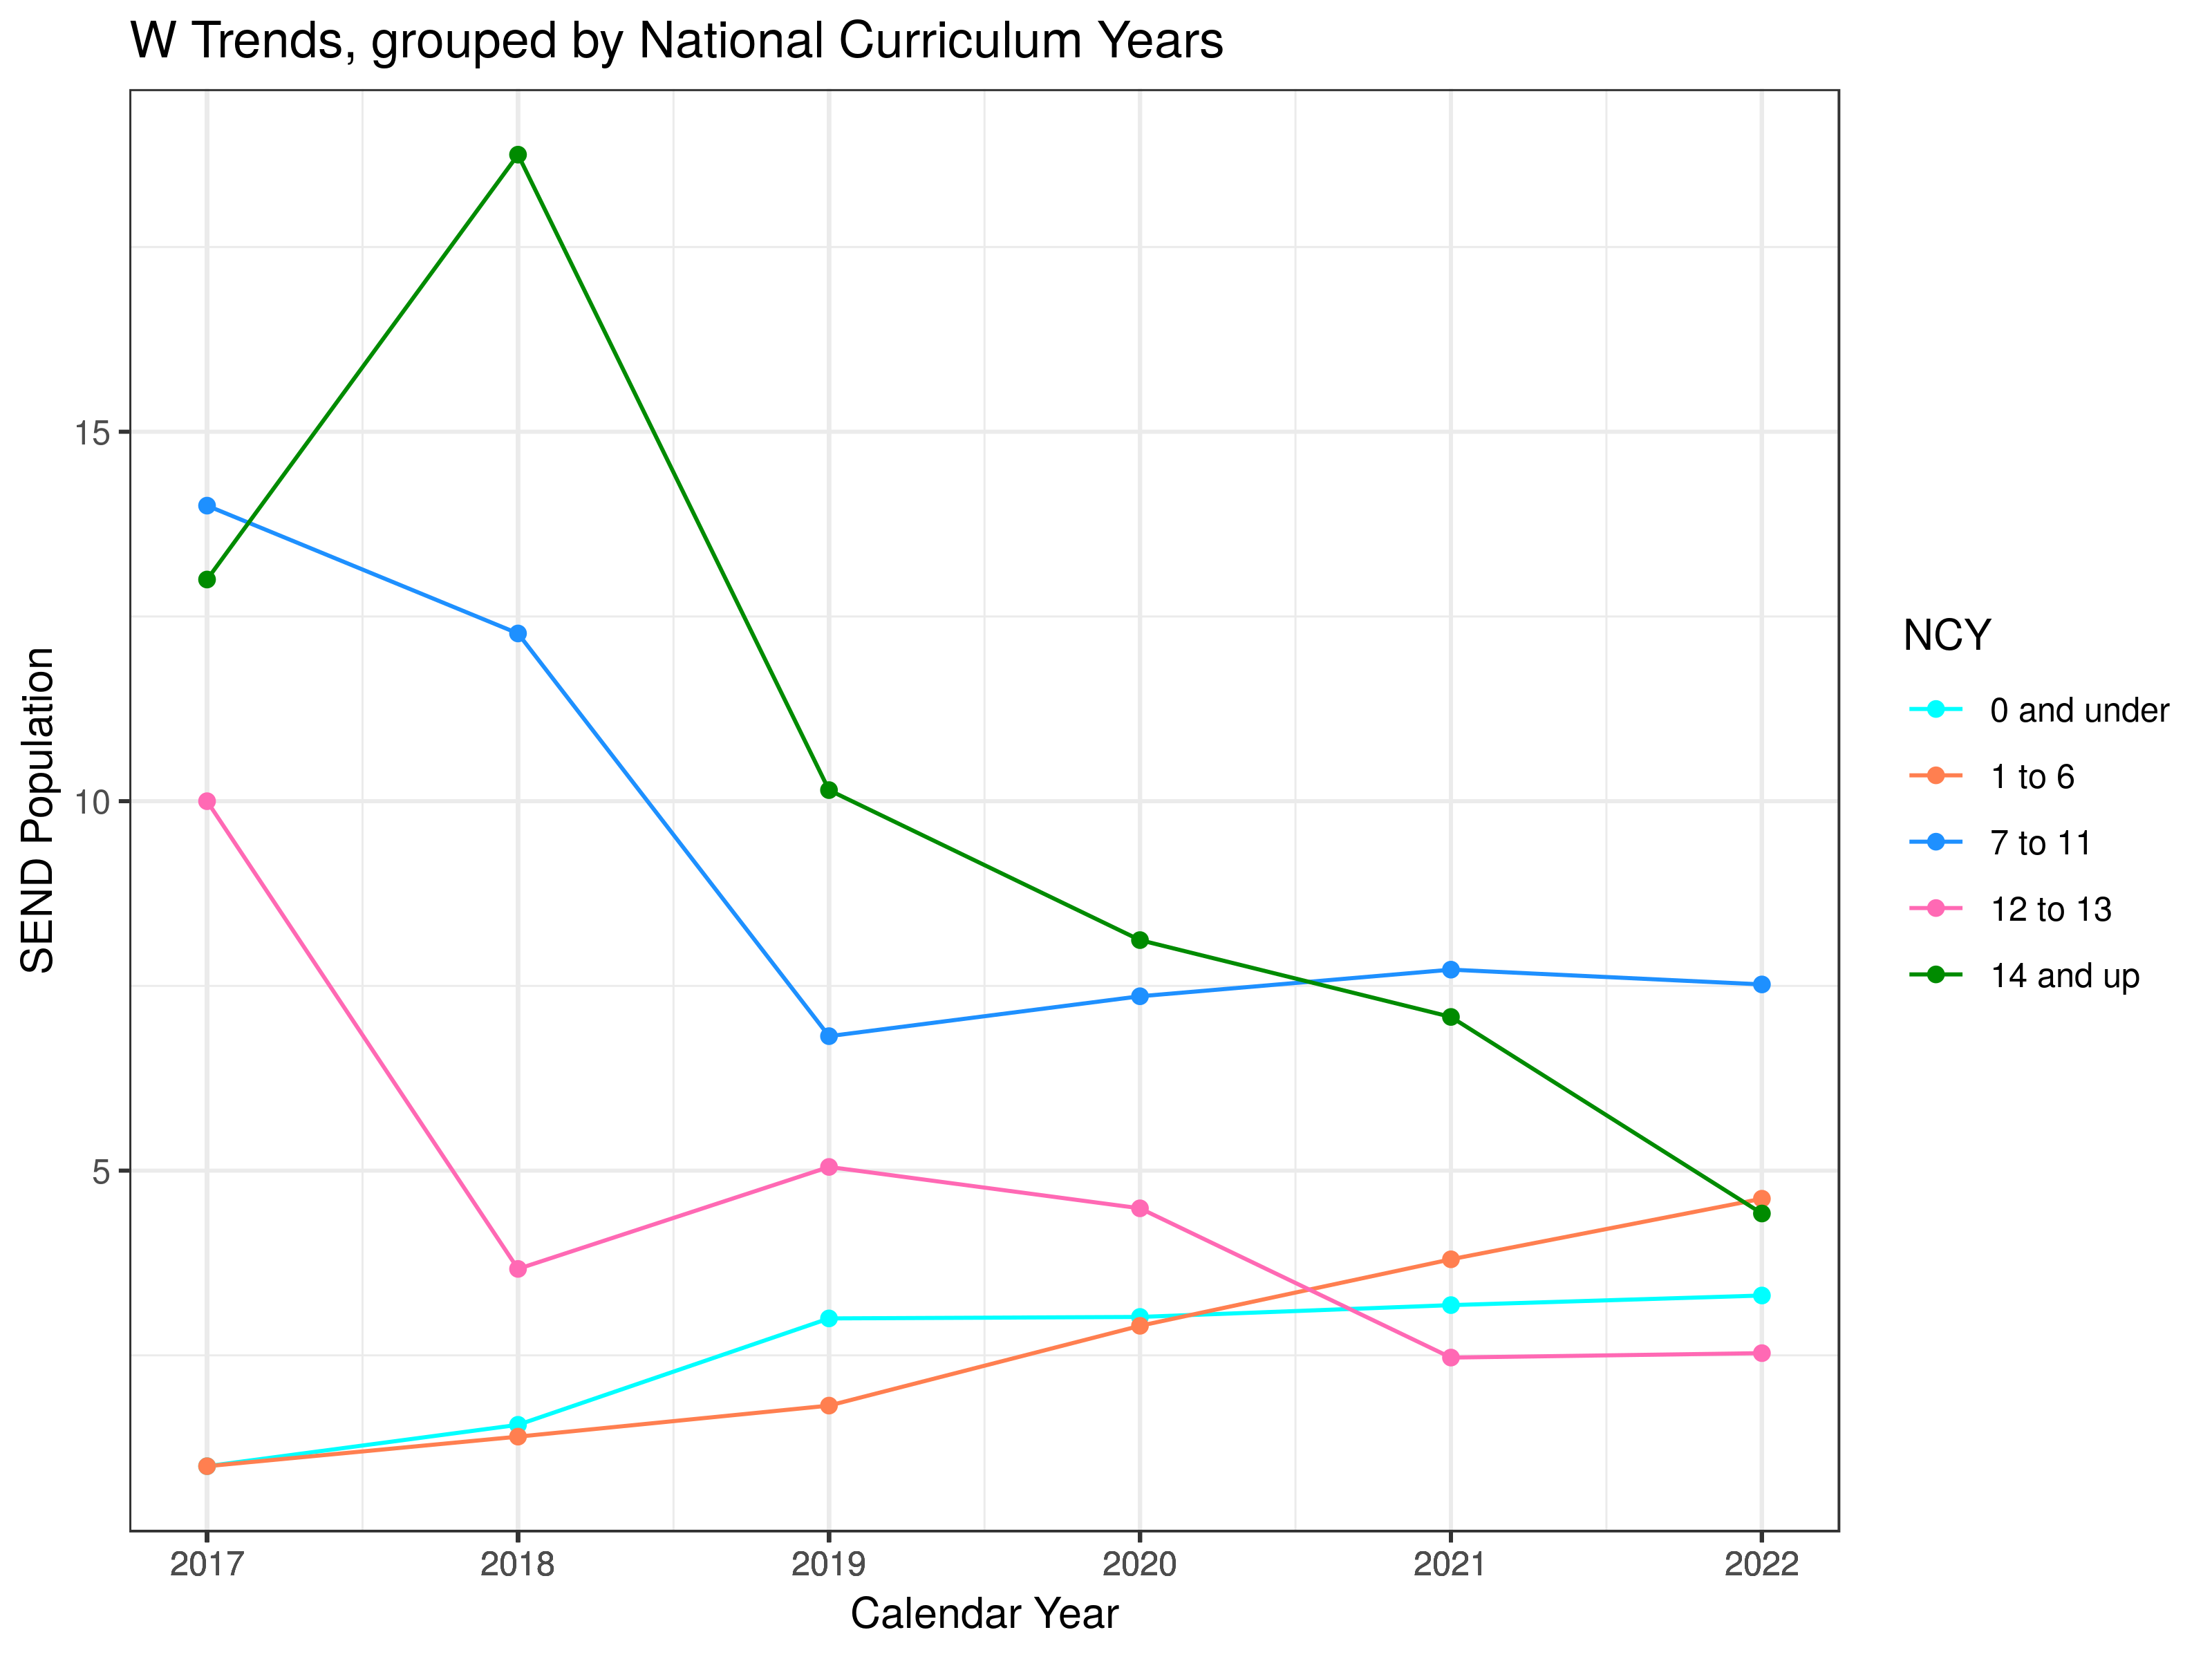 W Trends, grouped by National Curriculum Years
SEND Population
15
10
5
2017 2018 2019 2020 2021 2022
Calendar Year
NCY
0 and under
1 to 6
7 to 11
12 to 13
14 and up